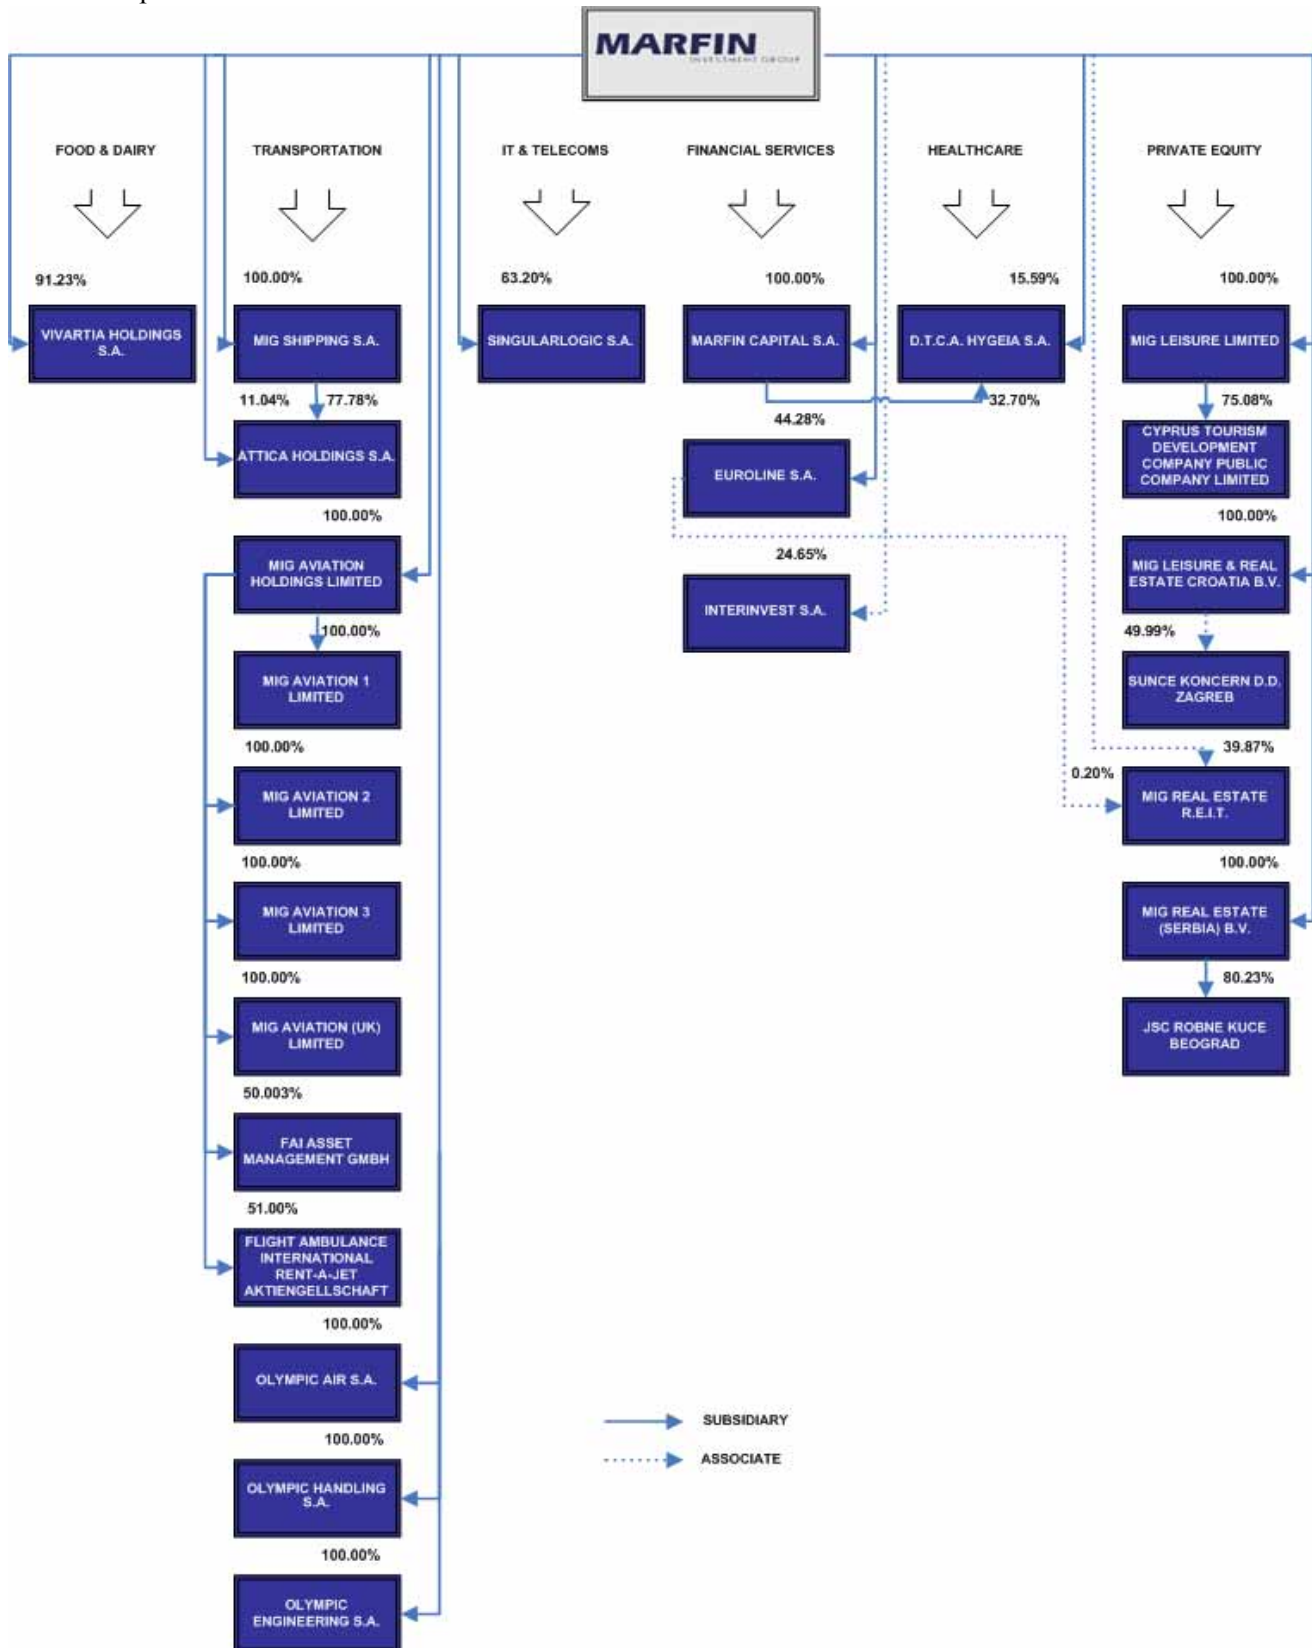 MARFIN
INVESTMENT GROUP
FOOD & DAIRY
TRANSPORTATION
IT & TELECOMS
FINANCIAL SERVICES
HEALTHCARE
PRIVATE EQUITY
91.23%
100.00%
63.20%
100.00%
15.59%
100.00%
VIVARTIA HOLDINGS
S.A.
MIG SHIPPING S.A.
SINGULARLOGIC S.A.
MARFIN CAPITAL S.A.
D.T.C.A. HYGEIA S.A.
MIG LEISURE LIMITED
11.04%
77.78%
44.28%
32.70%
75.08%
ATTICA HOLDINGS S.A.
EUROLINE S.A.
CYPRUS TOURISM
DEVELOPMENT
COMPANY PUBLIC
COMPANY LIMITED
100.00%
100.00%
MIG AVIATION
HOLDINGS LIMITED
24.65%
INTERINVEST S.A.
MIG LEISURE & REAL
ESTATE CROATIA B.V.
100.00%
49.99%
MIG AVIATION 1
LIMITED
SUNCE KONCERN D.D.
ZAGREB
100.00%
39.87%
0.20%
MIG AVIATION 2
LIMITED
MIG REAL ESTATE
R.E.I.T.
100.00%
100.00%
MIG AVIATION 3
LIMITED
MIG REAL ESTATE
(SERBIA) B.V.
100.00%
80.23%
MIG AVIATION (UK)
LIMITED
JSC ROBNE KUCE
BEOGRAD
50.003%
FAI ASSET
MANAGEMENT GMBH
51.00%
FLIGHT AMBULANCE
INTERNATIONAL
RENT-A-JET
AKTIENGELLSCHAFT
100.00%
OLYMPIC AIR S.A.
SUBSIDIARY
100.00%
ASSOCIATE
OLYMPIC HANDLING
S.A.
100.00%
OLYMPIC
ENGINEERING S.A.